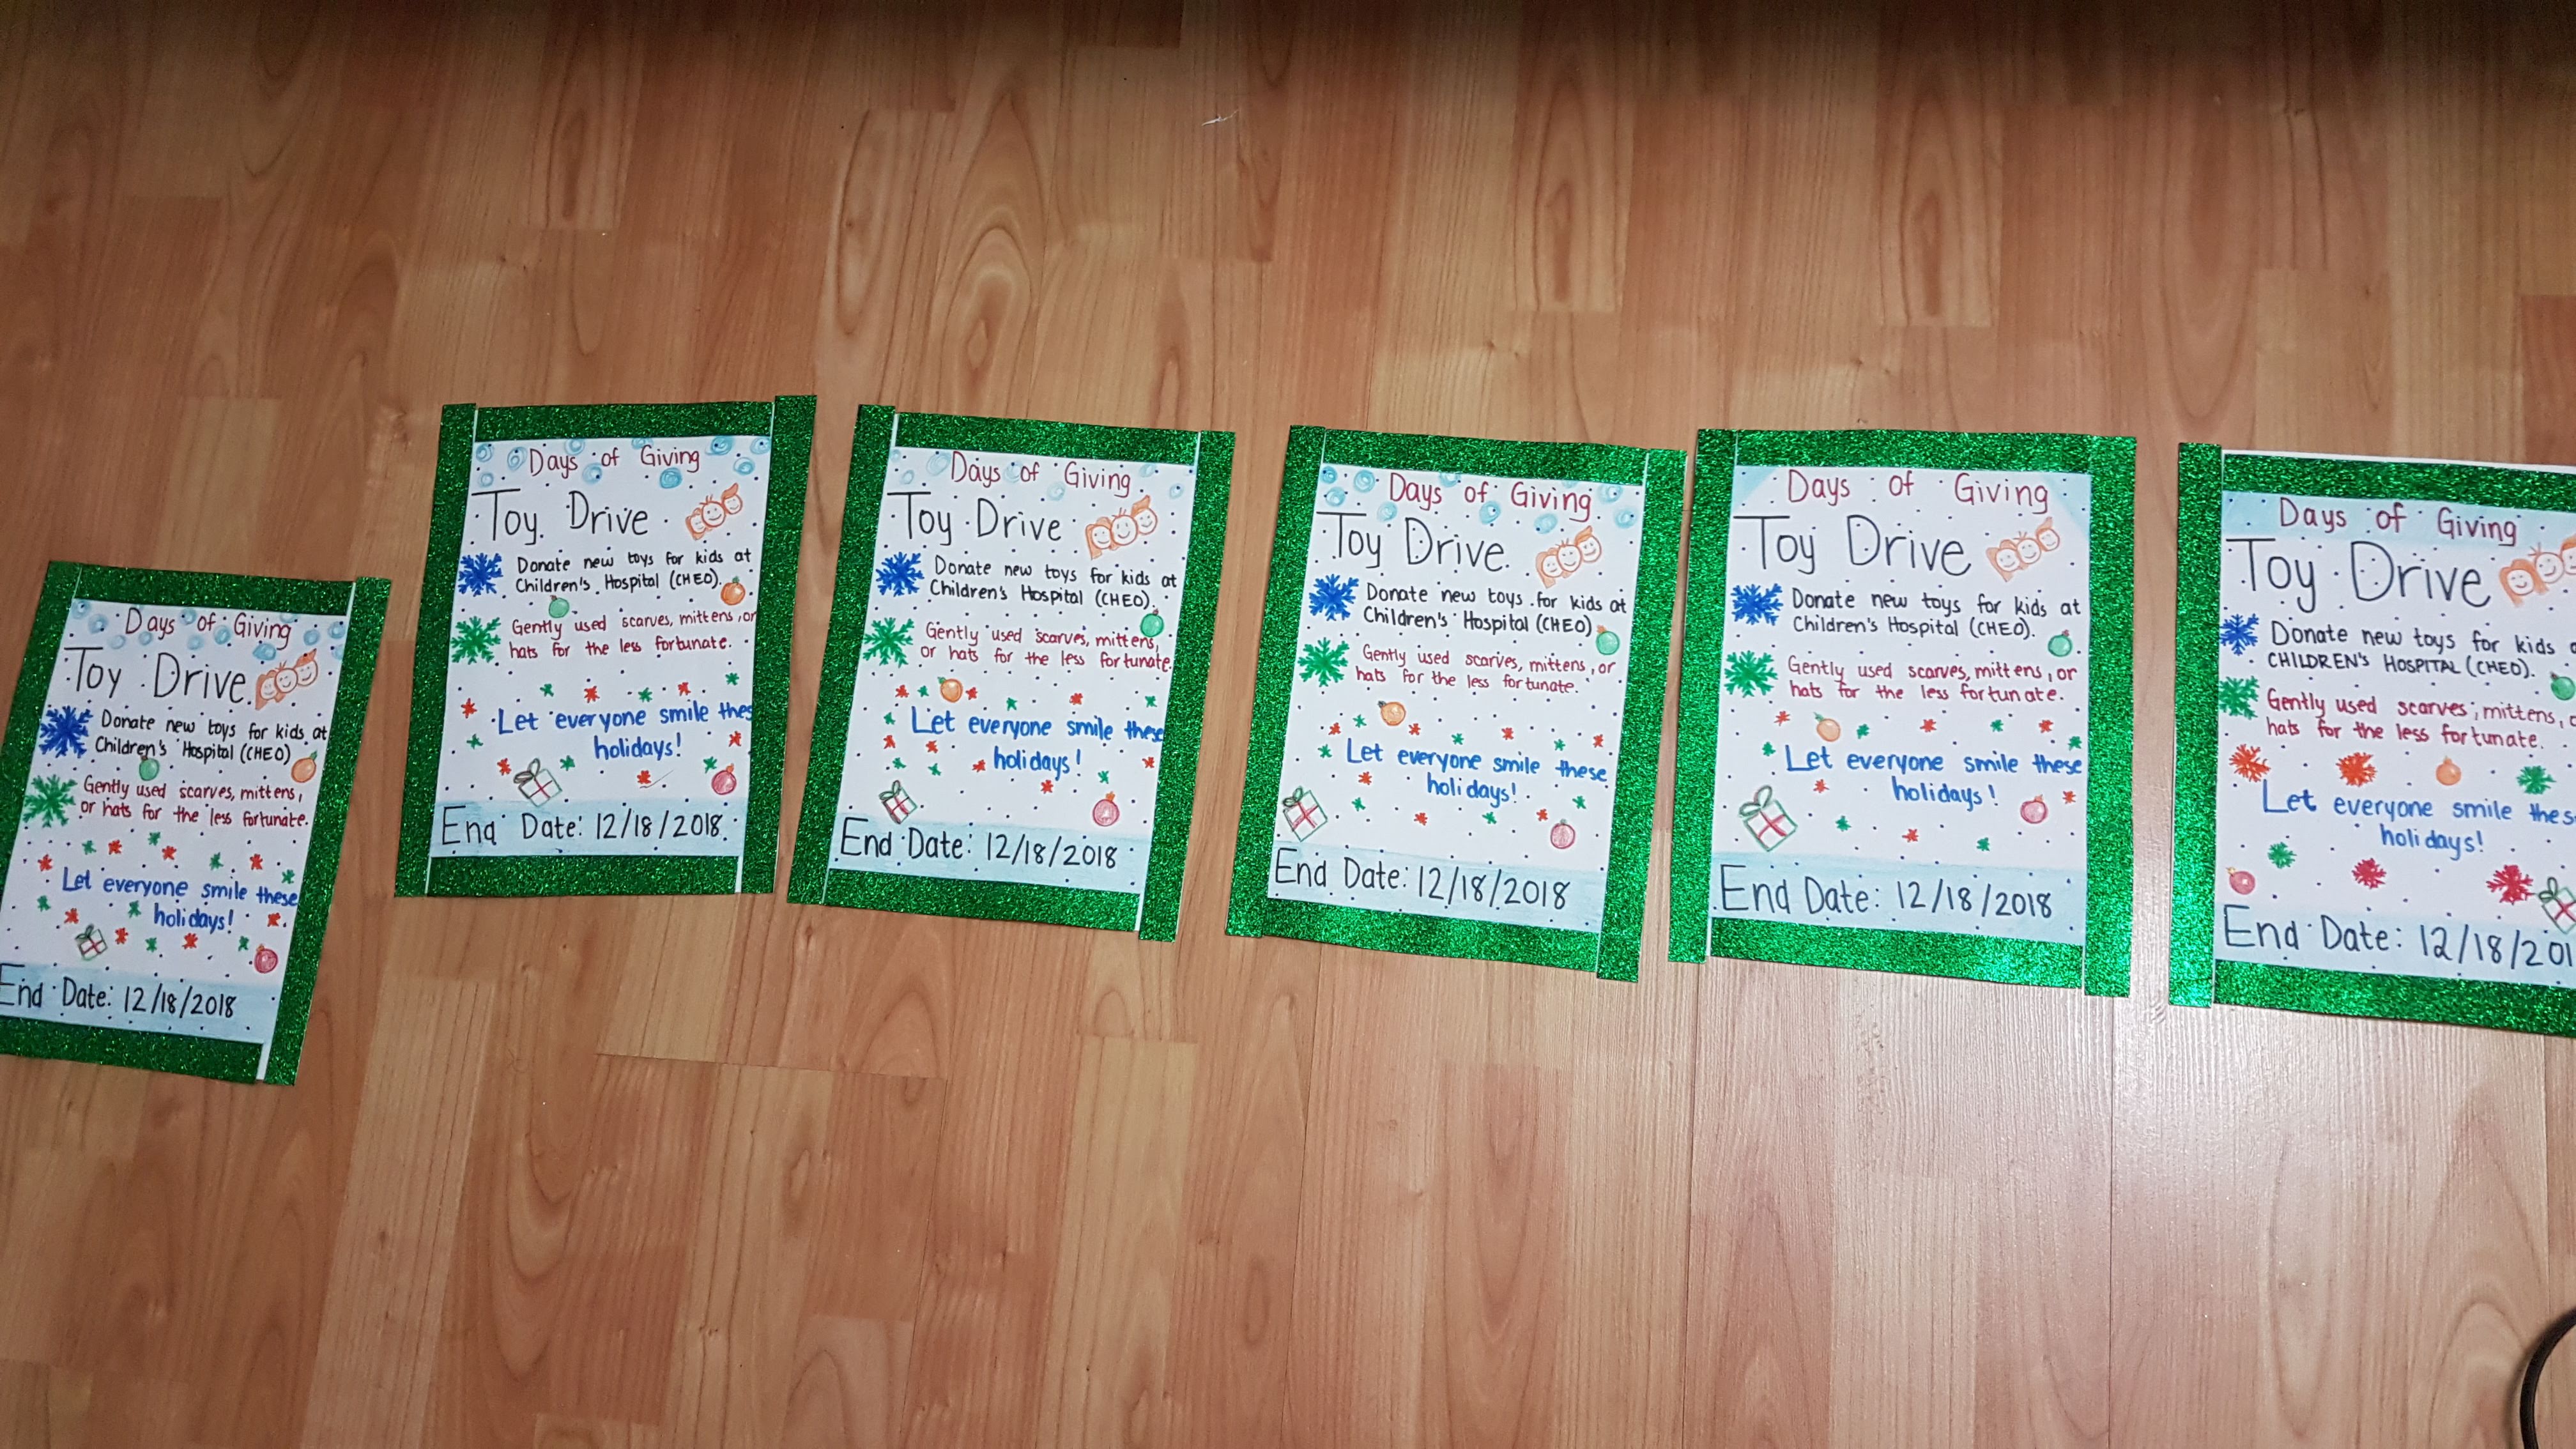 Days of Giving
Toy Drive
Donate new toys for kids at
Children's Hospital (CHEO)
Gently used scarves, mittens,
or hats for the less fortunate.
Let everyone smile these
holidays!
End Date: 12/18/2018
Days of Giving
Toy Drive
Donate new toys for kids at
Children's Hospital (CHEO).
Gently used scarves, mittens, or
hats for the less fortunate.
Let everyone smile thes
holidays!
End Date: 12/18/2018
Days of Giving
Toy Drive
Donate new toys for kids at
Children's Hospital (CHEO).
Gently used scarves, mittens,
or hats for the less fortunate.
Let everyone smile these
holidays!
End Date: 12/18/2018
Days of Giving
Toy Drive
Donate new toys for kids at
Children's Hospital (CHEO)
Gently used scarves, mittens, or
hats for the less fortunate.
Let everyone smile these
holidays!
End Date: 12/18/2018
Days of Giving
Toy Drive
Donate new toys for kids at
Children's Hospital (CHEO).
Gently used scarves, mittens, or
hats for the less fortunate.
Let everyone smile these
holidays!
End Date: 12/18/2018
Days of Giving
Toy Drive
Donate new toys for kids
CHILDREN'S HOSPITAL (CHEO).
Gently used scarves, mittens,
hats for the less fortunate.
Let everyone smile thes
holidays!
End Date: 12/18/201